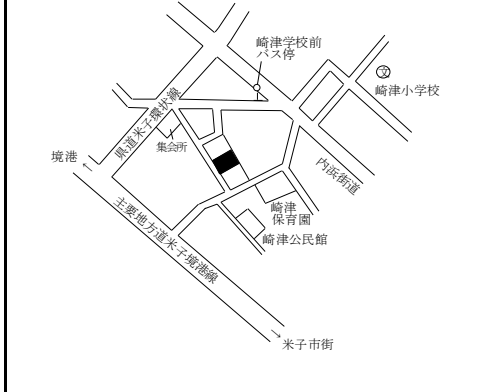 崎津学校前
バス停
文
崎津小学校
県道米子環状線
集会所
境港
←
内浜街道
崎津
保育園
主要地方道米子境港線
崎津公民館
→
米子市街